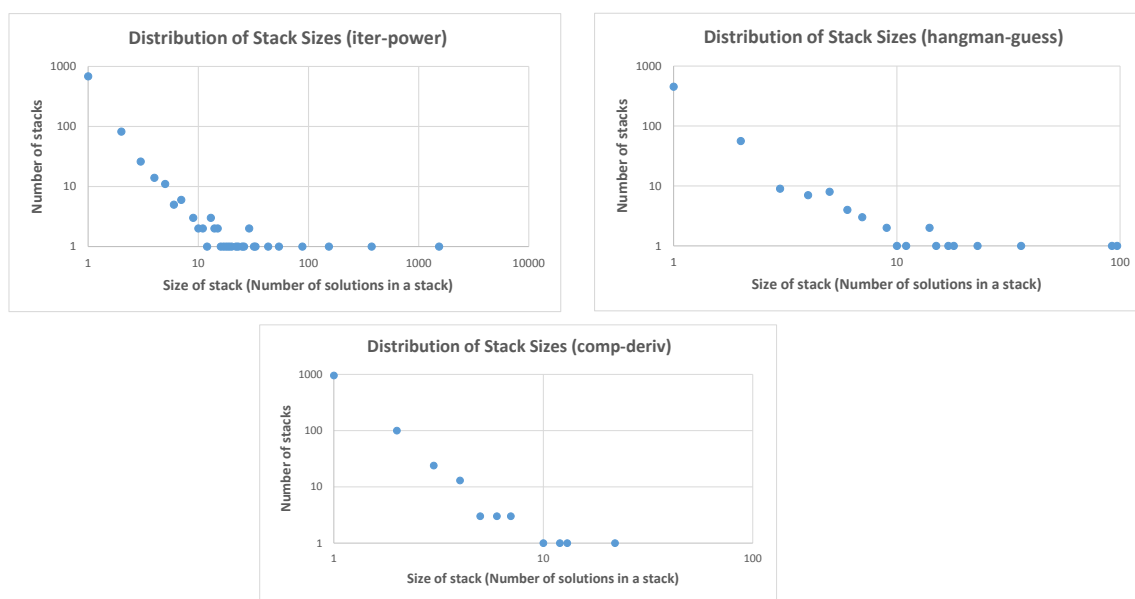 Distribution of Stack Sizes (iter-power)
Number of stacks
1000
100
10
1
1 10 100 1000 10000
Size of stack (Number of solutions in a stack)
Distribution of Stack Sizes (hangman-guess)
Number of stacks
1000
100
10
1
1 10 100
Size of stack (Number of solutions in a stack)
Distribution of Stack Sizes (comp-deriv)
Number of stacks
1000
100
10
1
1 10 100
Size of stack (Number of solutions in a stack)